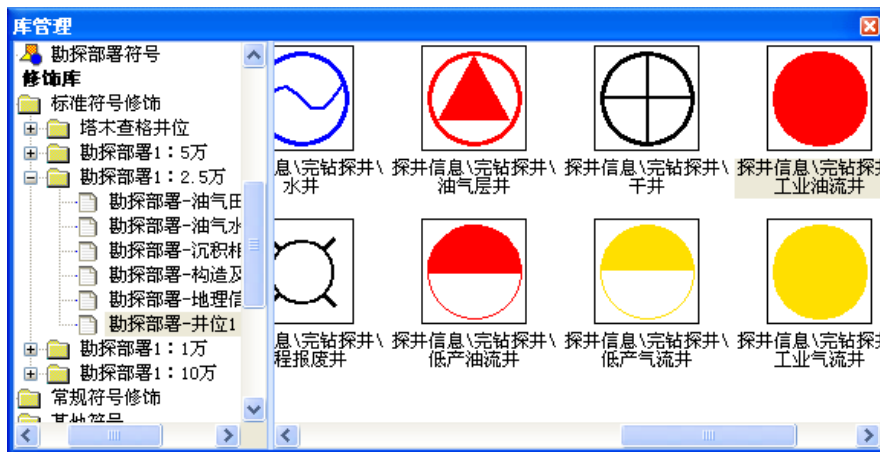 库管理
勘探部署符号
修饰库
标准符号修饰
塔木查格井位
勘探部署1：5万
勘探部署1：2.5万
勘探部署-油气田
勘探部署-油气水
勘探部署-沉积相
勘探部署-构造及
勘探部署-地理信
勘探部署-井位1
勘探部署1：1万
勘探部署1：10万
常规符号修饰
其他符号
息\完钻探井\
水井
探井信息\完钻探井\
油气层井
探井信息\完钻探井\
干井
探井信息\完钻探井
工业油流井
息\完钻探井\
程报废井
探井信息\完钻探井\
低产油流井
探井信息\完钻探井\
低产气流井
探井信息\完钻探井
工业气流井